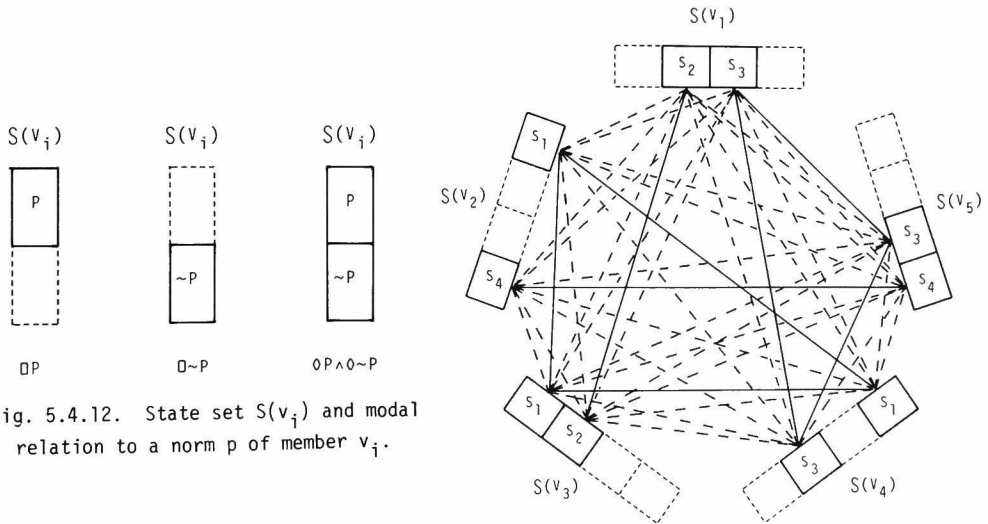 S(v₁)
S₂ S₃
S(v₂)
S₁
S₄
S(v₅)
S₃
S₄
S₁
S₂
S(v₃)
S₁
S₃
S(v₄)
S(vᵢ) S(vᵢ) S(vᵢ)
P P
~P ~P
□P □~P ◊P∧◊~P
ig. 5.4.12. State set S(vᵢ) and modal
relation to a norm p of member vᵢ.